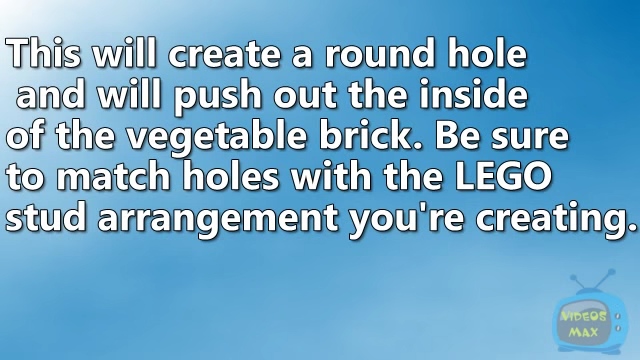 This will create a round hole
and will push out the inside
of the vegetable brick. Be sure
to match holes with the LEGO
stud arrangement you're creating.
VIDEOS
MAX